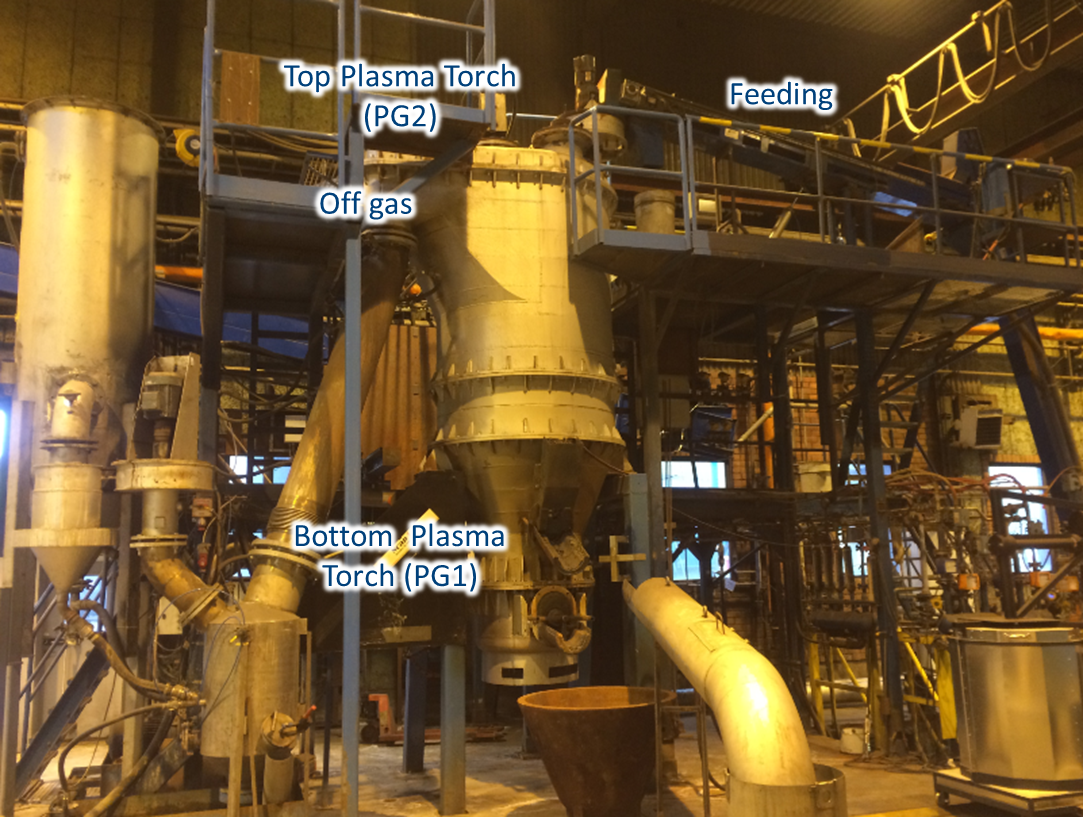 Top Plasma Torch
(PG2)
Feeding
Off gas
Bottom Plasma
Torch (PG1)